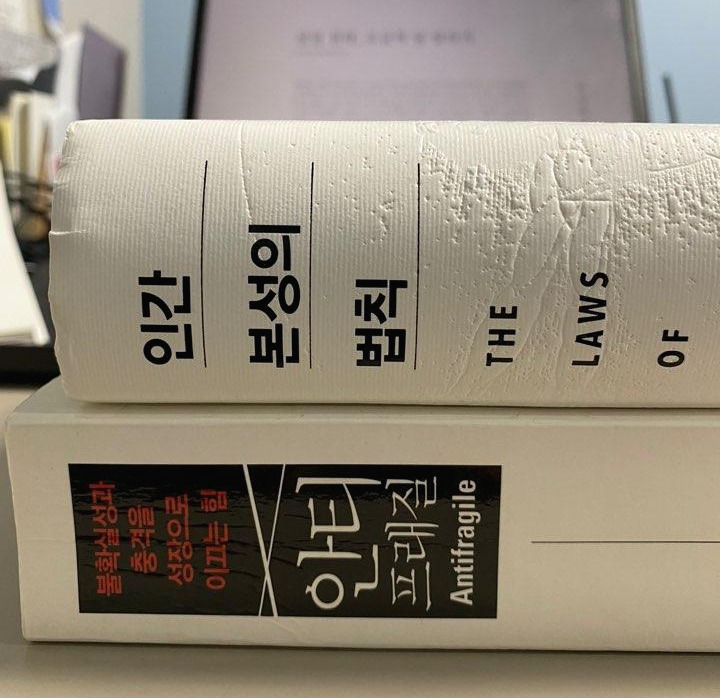 인간
본성의
법칙
THE
LAWS
OF
불확실성과
충격을
성장으로
이끄는 힘
안티
프래질
Antifragile